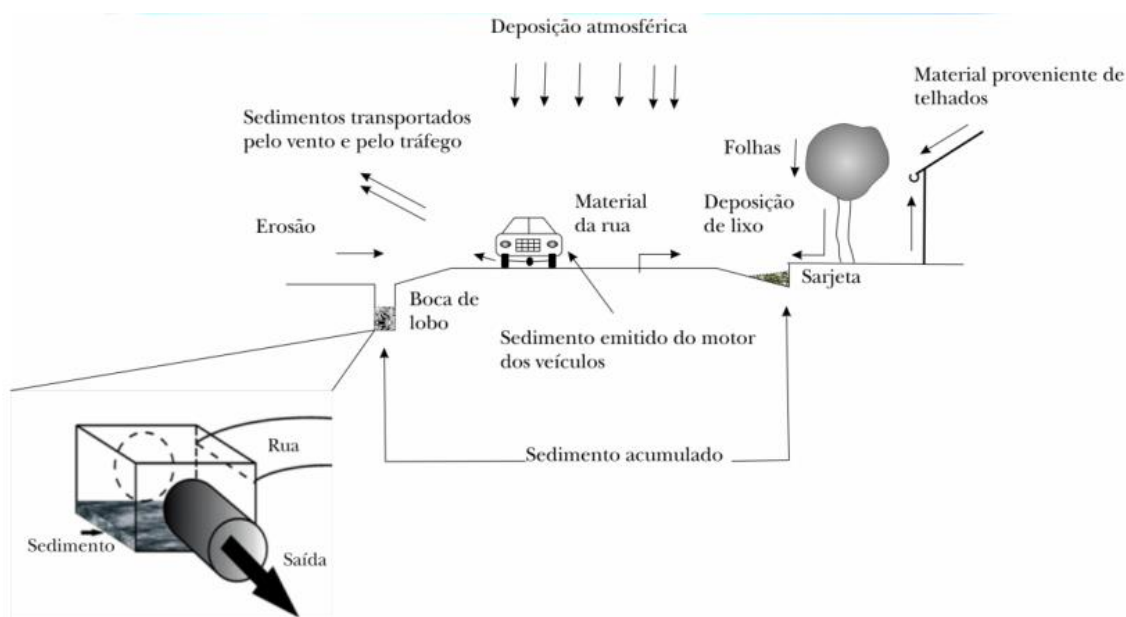 Deposição atmosférica
Material proveniente de
telhados
Sedimentos transportados
pelo vento e pelo tráfego
Folhas
Erosão
Material
da rua
Deposição
de lixo
Sarjeta
Boca de
lobo
Sedimento emitido do motor
dos veículos
Sedimento acumulado
Rua
Sedimento
Saída